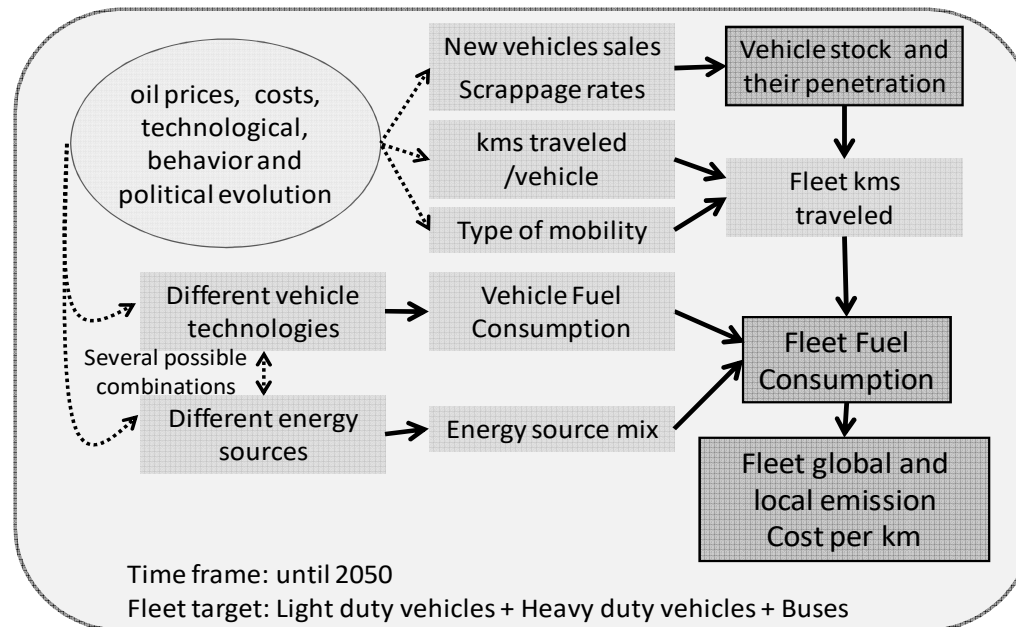 oil prices, costs,
technological,
behavior and
political evolution
New vehicles sales
Scrappage rates
Vehicle stock and
their penetration
kms traveled
/vehicle
Fleet kms
traveled
Type of mobility
Different vehicle
technologies
Vehicle Fuel
Consumption
Several possible
combinations
Fleet Fuel
Consumption
Different energy
sources
Energy source mix
Fleet global and
local emission
Cost per km
Time frame: until 2050
Fleet target: Light duty vehicles + Heavy duty vehicles + Buses